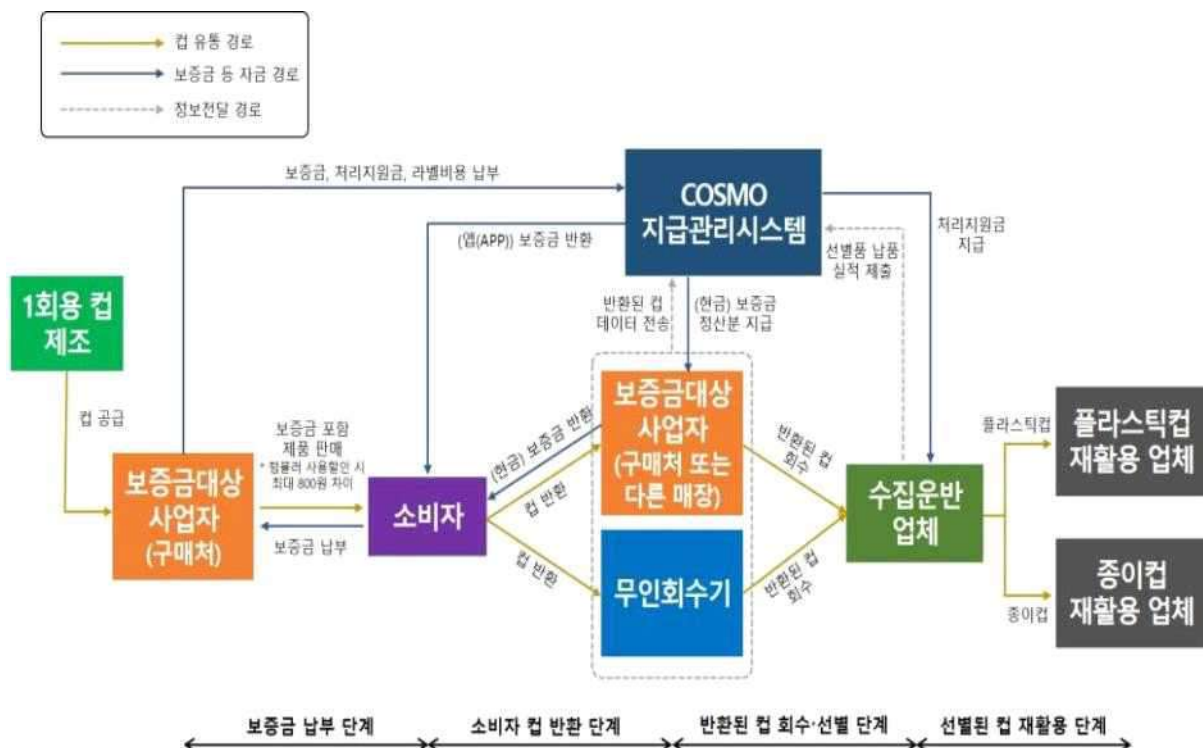 컵 유통 경로
보증금 등 자금 경로
정보전달 경로
보증금, 처리지원금, 라벨비용 납부
COSMO
지급관리시스템
(앱(APP)) 보증금 반환
처리지원금
지급
선별품 납품
실적 제출
1회용 컵
제조
반환된 컵
데이터 전송
(현금) 보증금
정산분 지급
컵 공급
보증금 포함
제품 판매
* 텀블러 사용할인 시
최대 800원 차이
보증금대상
사업자
(구매처)
보증금 납부
소비자
(현금) 보증금 반환
컵 반환
컵 반환
보증금대상
사업자
(구매처 또는
다른 매장)
무인회수기
반환된 컵
회수
반환된 컵
회수
수집운반
업체
플라스틱컵
플라스틱컵
재활용 업체
종이컵
종이컵
재활용 업체
보증금 납부 단계
소비자 컵 반환 단계
반환된 컵 회수·선별 단계
선별된 컵 재활용 단계